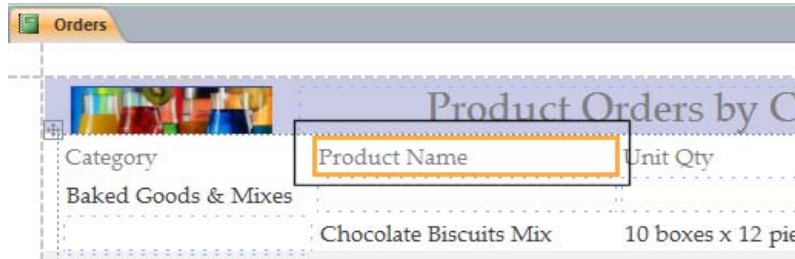 Orders
Product Orders by C
Category Product Name Unit Qty
Baked Goods & Mixes
Chocolate Biscuits Mix 10 boxes x 12 pie